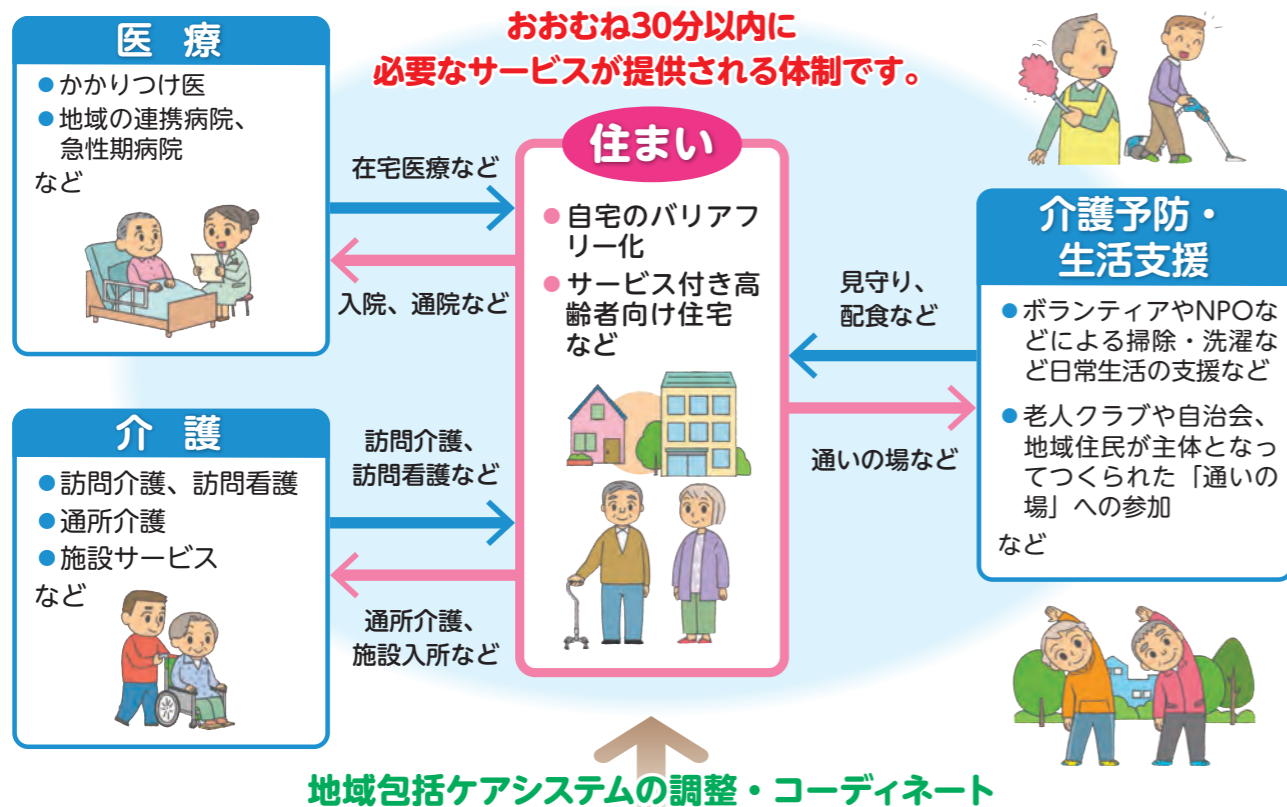 おおむね30分以内に
必要なサービスが提供される体制です。
医療
●かかりつけ医
●地域の連携病院、
急性期病院
など
在宅医療など
入院、通院など
住まい
●自宅のバリアフ
リー化
●サービス付き高
齢者向け住宅
など
介護予防・
生活支援
●ボランティアやNPOな
どによる掃除・洗濯な
ど日常生活の支援など
●老人クラブや自治会、
地域住民が主体となっ
てつくられた「通いの
場」への参加
など
見守り、
配食など
通いの場など
介護
●訪問介護、訪問看護
●通所介護
●施設サービス
など
訪問介護、
訪問看護など
通所介護、
施設入所など
地域包括ケアシステムの調整・コーディネート